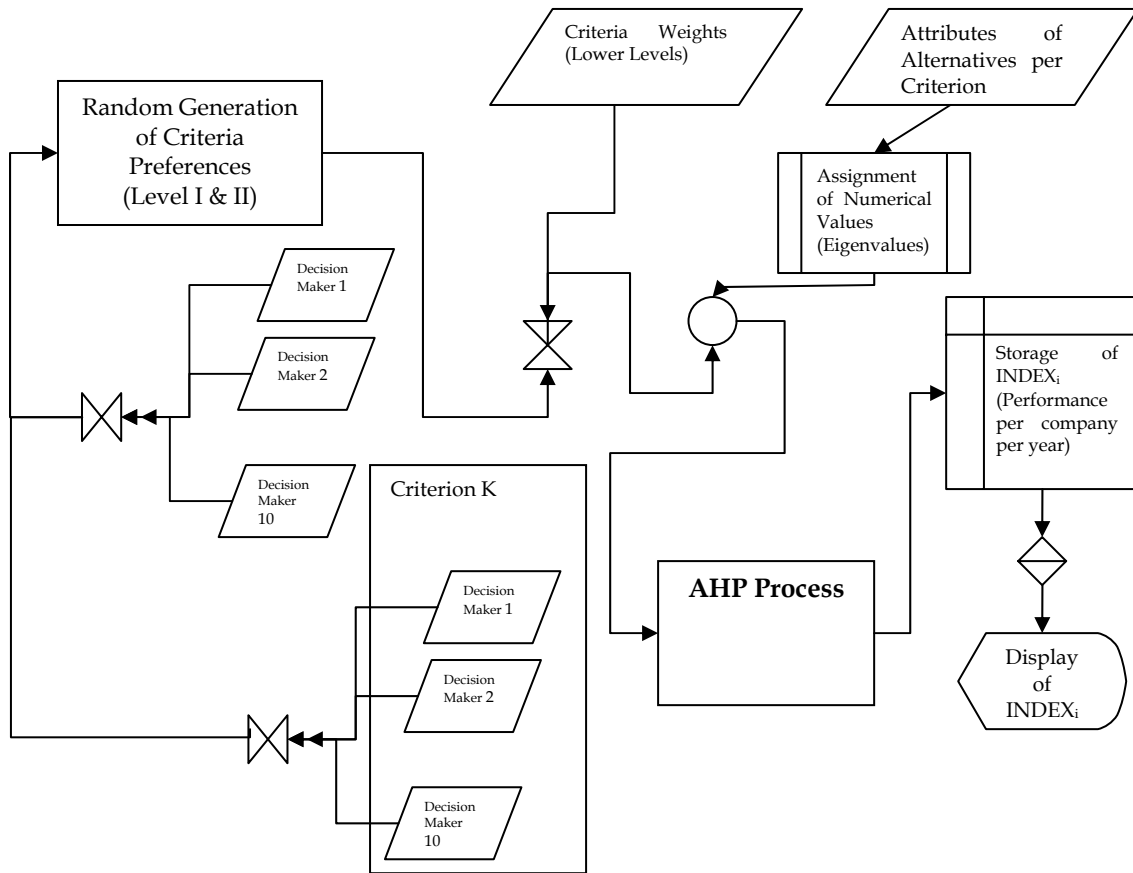 Criteria Weights
(Lower Levels)
Attributes of
Alternatives per
Criterion
Random Generation
of Criteria
Preferences
(Level I & II)
Assignment
of Numerical
Values
(Eigenvalues)
Decision
Maker 1
Decision
Maker 2
Decision
Maker
10
Storage of
INDEXi
(Performance
per company
per year)
Criterion K
Decision
Maker 1
Decision
Maker 2
Decision
Maker
10
AHP Process
Display
of
INDEXi